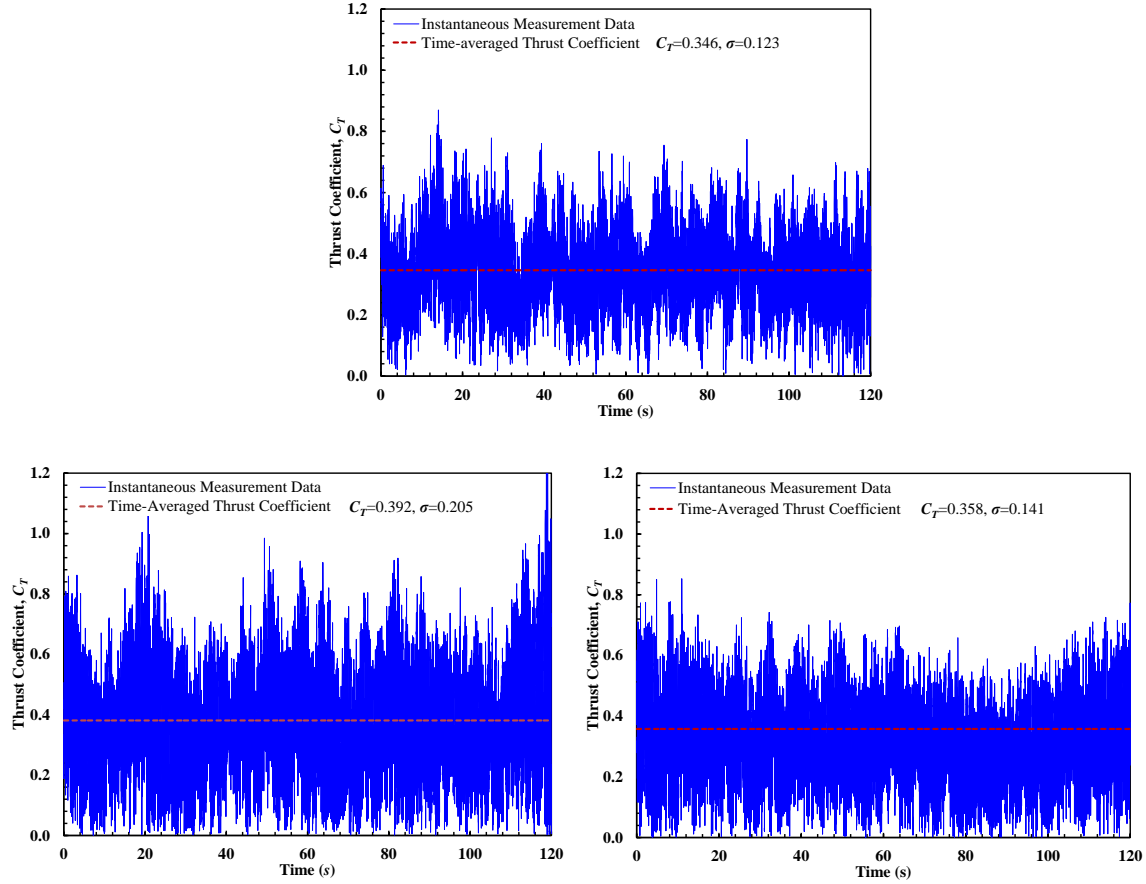 1.2
Instantaneous Measurement Data
Time-averaged Thrust Coefficient C_T=0.346, σ=0.123
1.0
0.8
0.6
0.4
0.2
0.0
Thrust Coefficient, C_T
0 20 40 60 80 100 120
Time (s)
1.2
Instantaneous Measurement Data
Time-Averaged Thrust Coefficient C_T=0.392, σ=0.205
1.0
0.8
0.6
0.4
0.2
0.0
Thrust Coefficient, C_T
0 20 40 60 80 100 120
Time (s)
1.2
Instantaneous Measurement Data
Time-Averaged Thrust Coefficient C_T=0.358, σ=0.141
1.0
0.8
0.6
0.4
0.2
0.0
Thrust Coefficient, C_T
0 20 40 60 80 100 120
Time (s)